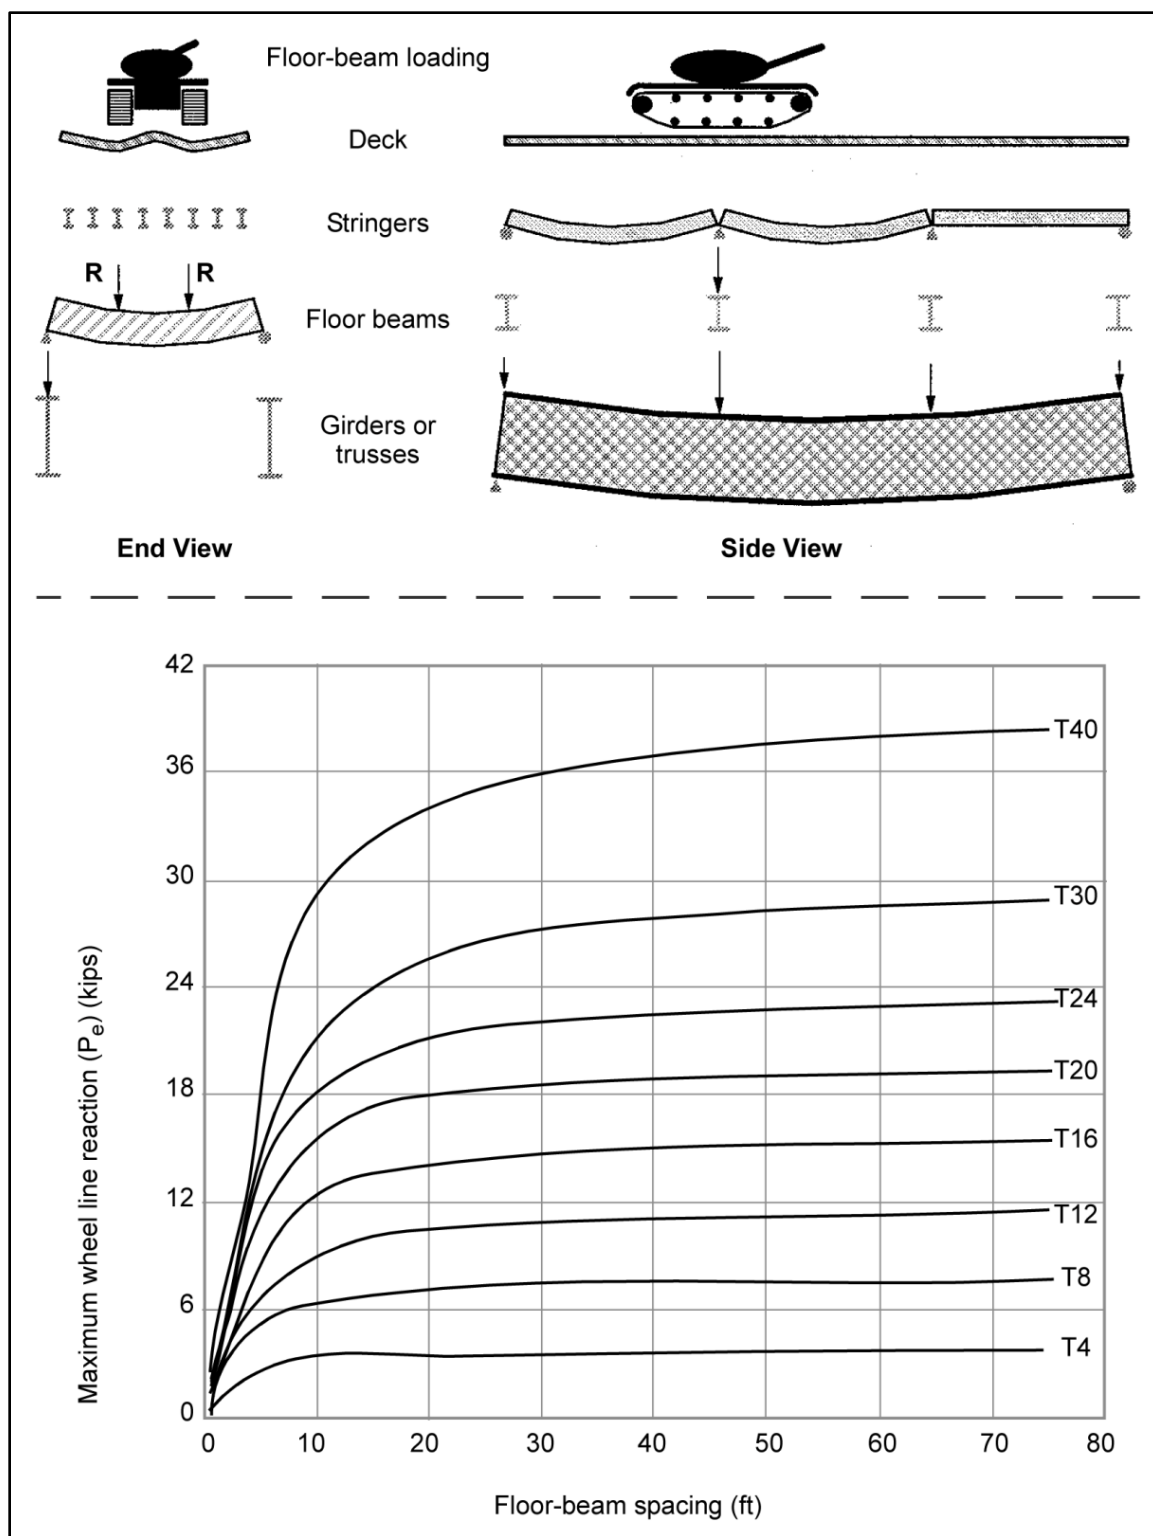 Floor-beam loading
Deck
Stringers
R R
Floor beams
Girders or
trusses
End View
Side View
Maximum wheel line reaction (Pe) (kips)
42
36
30
24
18
12
6
0
T40
T30
T24
T20
T16
T12
T8
T4
0 10 20 30 40 50 60 70 80
Floor-beam spacing (ft)